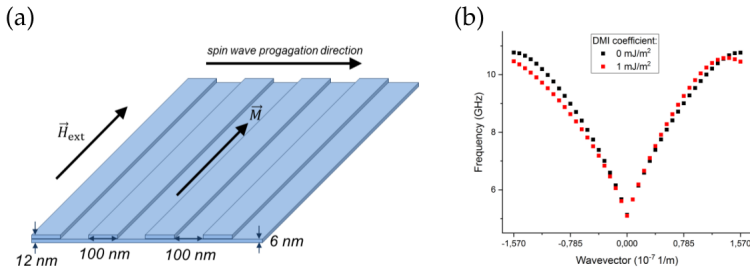 (a)
spin wave progagation direction
H⃗ext
M⃗
12 nm
100 nm
100 nm
6 nm
(b)
DMI coefficient:
0 mJ/m²
1 mJ/m²
10
8
6
Frequency (GHz)
-1,570
-0,785
0,000
0,785
1,570
Wavevector (10⁻⁷ 1/m)